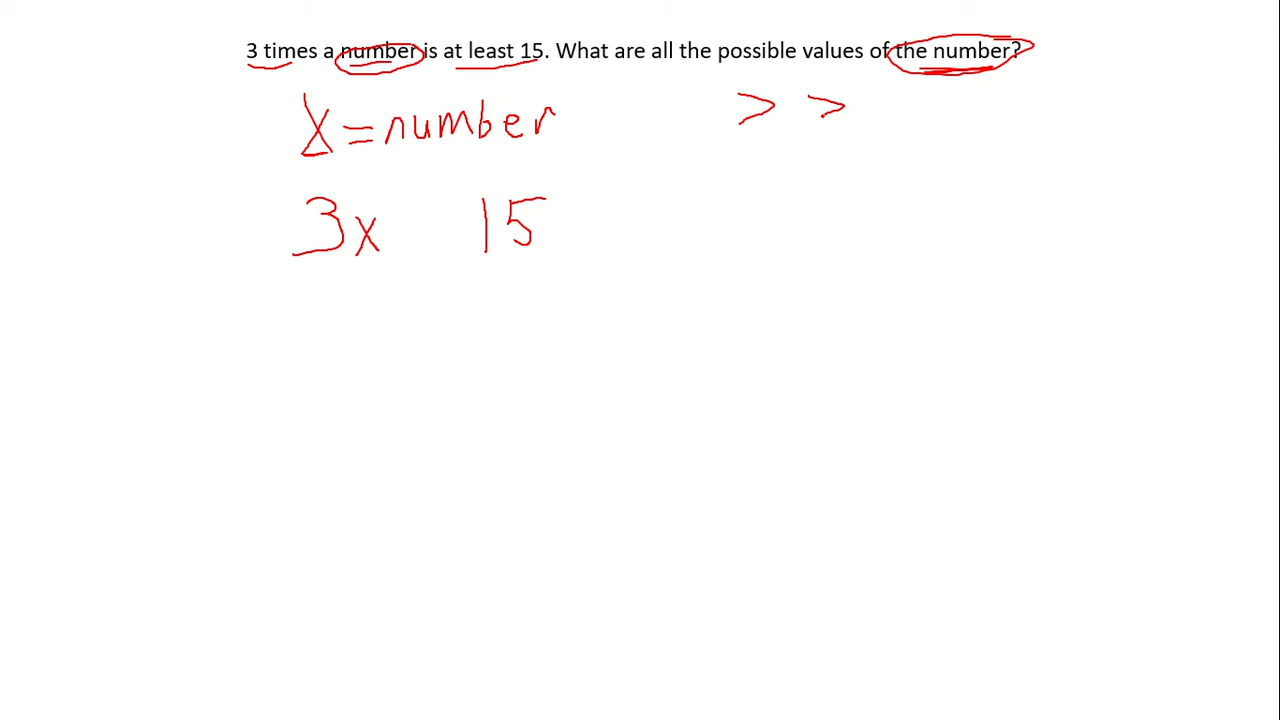 3 times a number is at least 15. What are all the possible values of the number?
x = number
> >
3x 15